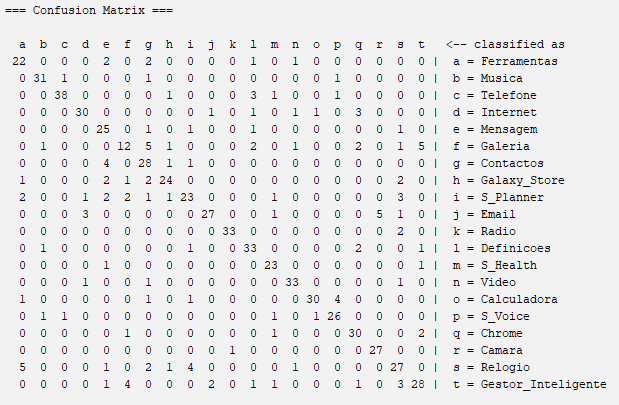 === Confusion Matrix ===
a b c d e f g h i j k l m n o p q r s t <-- classified as
22 0 0 0 2 0 2 0 0 0 0 1 0 1 0 0 0 0 0 0 | a = Ferramentas
0 31 1 0 0 0 1 0 0 0 0 0 0 0 0 1 0 0 0 0 | b = Musica
0 0 38 0 0 0 0 1 0 0 0 3 1 0 0 1 0 0 0 0 | c = Telefone
0 0 0 30 0 0 0 0 0 1 0 1 0 1 1 0 3 0 0 0 | d = Internet
0 0 0 0 25 0 1 0 1 0 0 1 0 0 0 0 0 0 1 0 | e = Mensagem
0 1 0 0 0 12 5 1 0 0 0 2 0 1 0 0 2 0 1 5 | f = Galeria
0 0 0 0 4 0 28 1 1 0 0 0 0 0 0 0 0 0 0 0 | g = Contactos
1 0 0 0 2 1 2 24 0 0 0 0 0 0 0 0 0 0 2 0 | h = Galaxy_Store
2 0 0 1 2 2 1 1 23 0 0 0 1 0 0 0 0 0 3 0 | i = S_Planner
0 0 0 3 0 0 0 0 0 27 0 0 1 0 0 0 0 5 1 0 | j = Email
0 0 0 0 0 0 0 0 0 0 33 0 0 0 0 0 0 0 2 0 | k = Radio
0 1 0 0 0 0 0 0 1 0 0 33 0 0 0 0 2 0 0 1 | l = Definicoes
0 0 0 0 1 0 0 0 0 0 0 0 23 0 0 0 0 0 0 1 | m = S_Health
0 0 0 1 0 0 1 0 0 0 0 0 0 33 0 0 0 0 1 0 | n = Video
1 0 0 0 0 0 1 0 1 0 0 0 0 0 30 4 0 0 0 0 | o = Calculadora
0 1 1 0 0 0 0 0 0 0 0 0 1 0 1 26 0 0 0 0 | p = S_Voice
0 0 0 0 0 1 0 0 0 0 0 0 1 0 0 0 30 0 0 2 | q = Chrome
0 0 0 0 0 0 0 0 0 0 1 0 0 0 0 0 0 27 0 0 | r = Camara
5 0 0 0 1 0 2 1 4 0 0 0 0 1 0 0 0 0 27 0 | s = Relogio
0 0 0 0 1 4 0 0 0 2 0 1 1 0 0 0 1 0 3 28 | t = Gestor_Inteligente